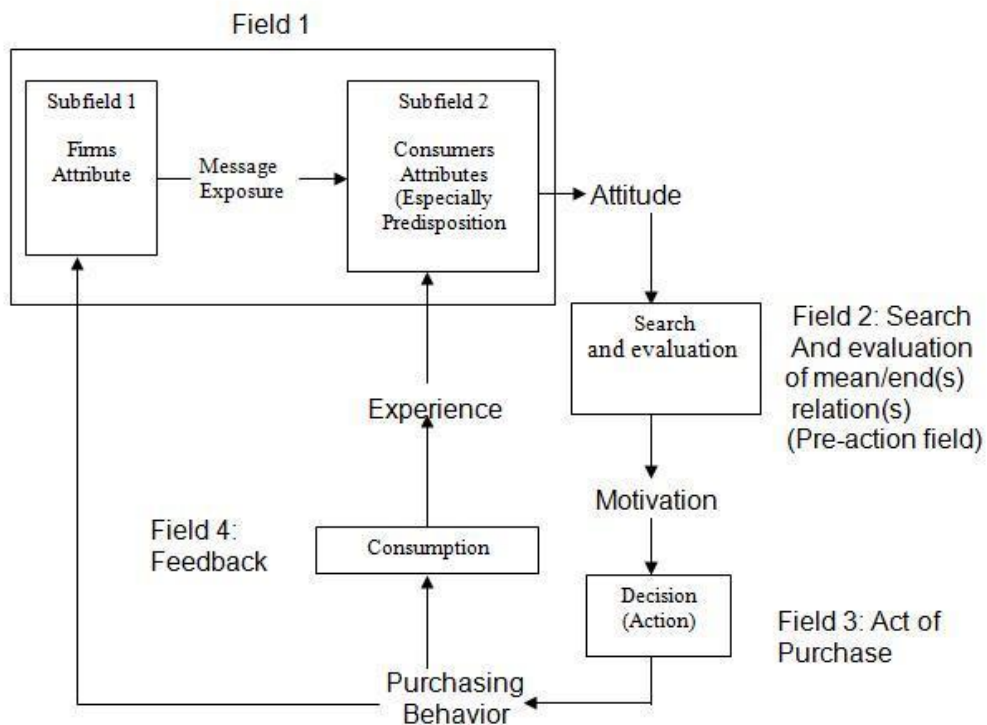 Field 1
Subfield 1
Firms
Attribute
Message
Exposure
Subfield 2
Consumers
Attributes
(Especially
Predisposition
Attitude
Search
and evaluation
Field 2: Search
And evaluation
of mean/end(s)
relation(s)
(Pre-action field)
Experience
Motivation
Field 4:
Feedback
Consumption
Decision
(Action)
Field 3: Act of
Purchase
Purchasing
Behavior